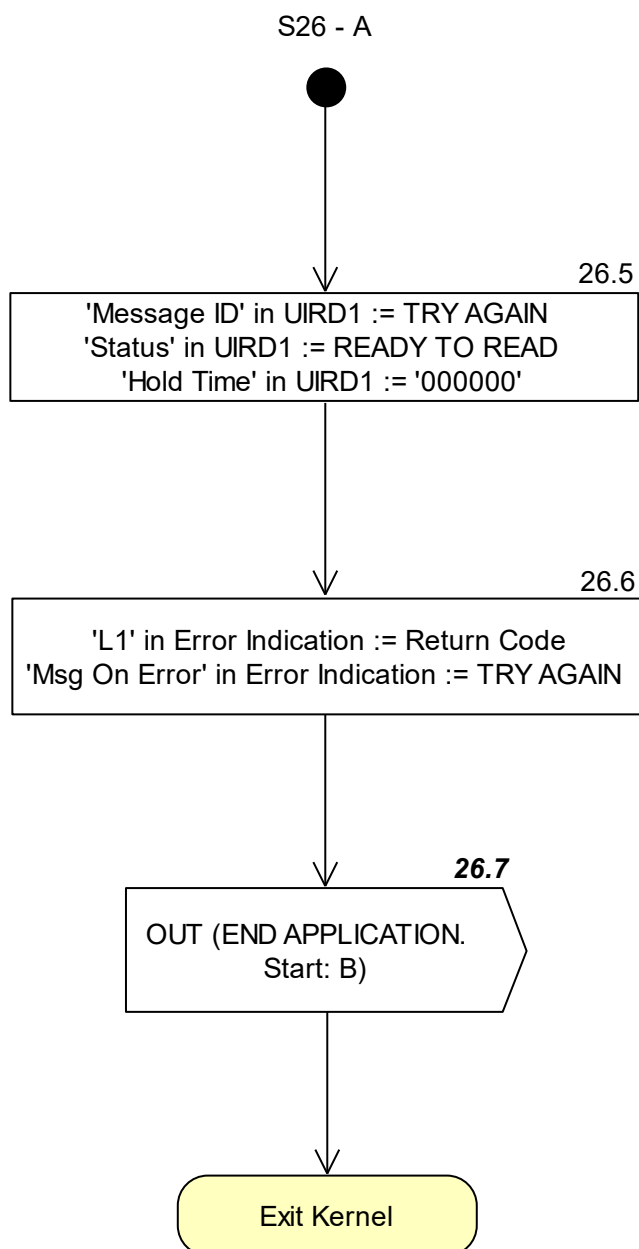 S26 - A
26.5
'Message ID' in UIRD1 := TRY AGAIN
'Status' in UIRD1 := READY TO READ
'Hold Time' in UIRD1 := '000000'
26.6
'L1' in Error Indication := Return Code
'Msg On Error' in Error Indication := TRY AGAIN
26.7
OUT (END APPLICATION.
Start: B)
Exit Kernel